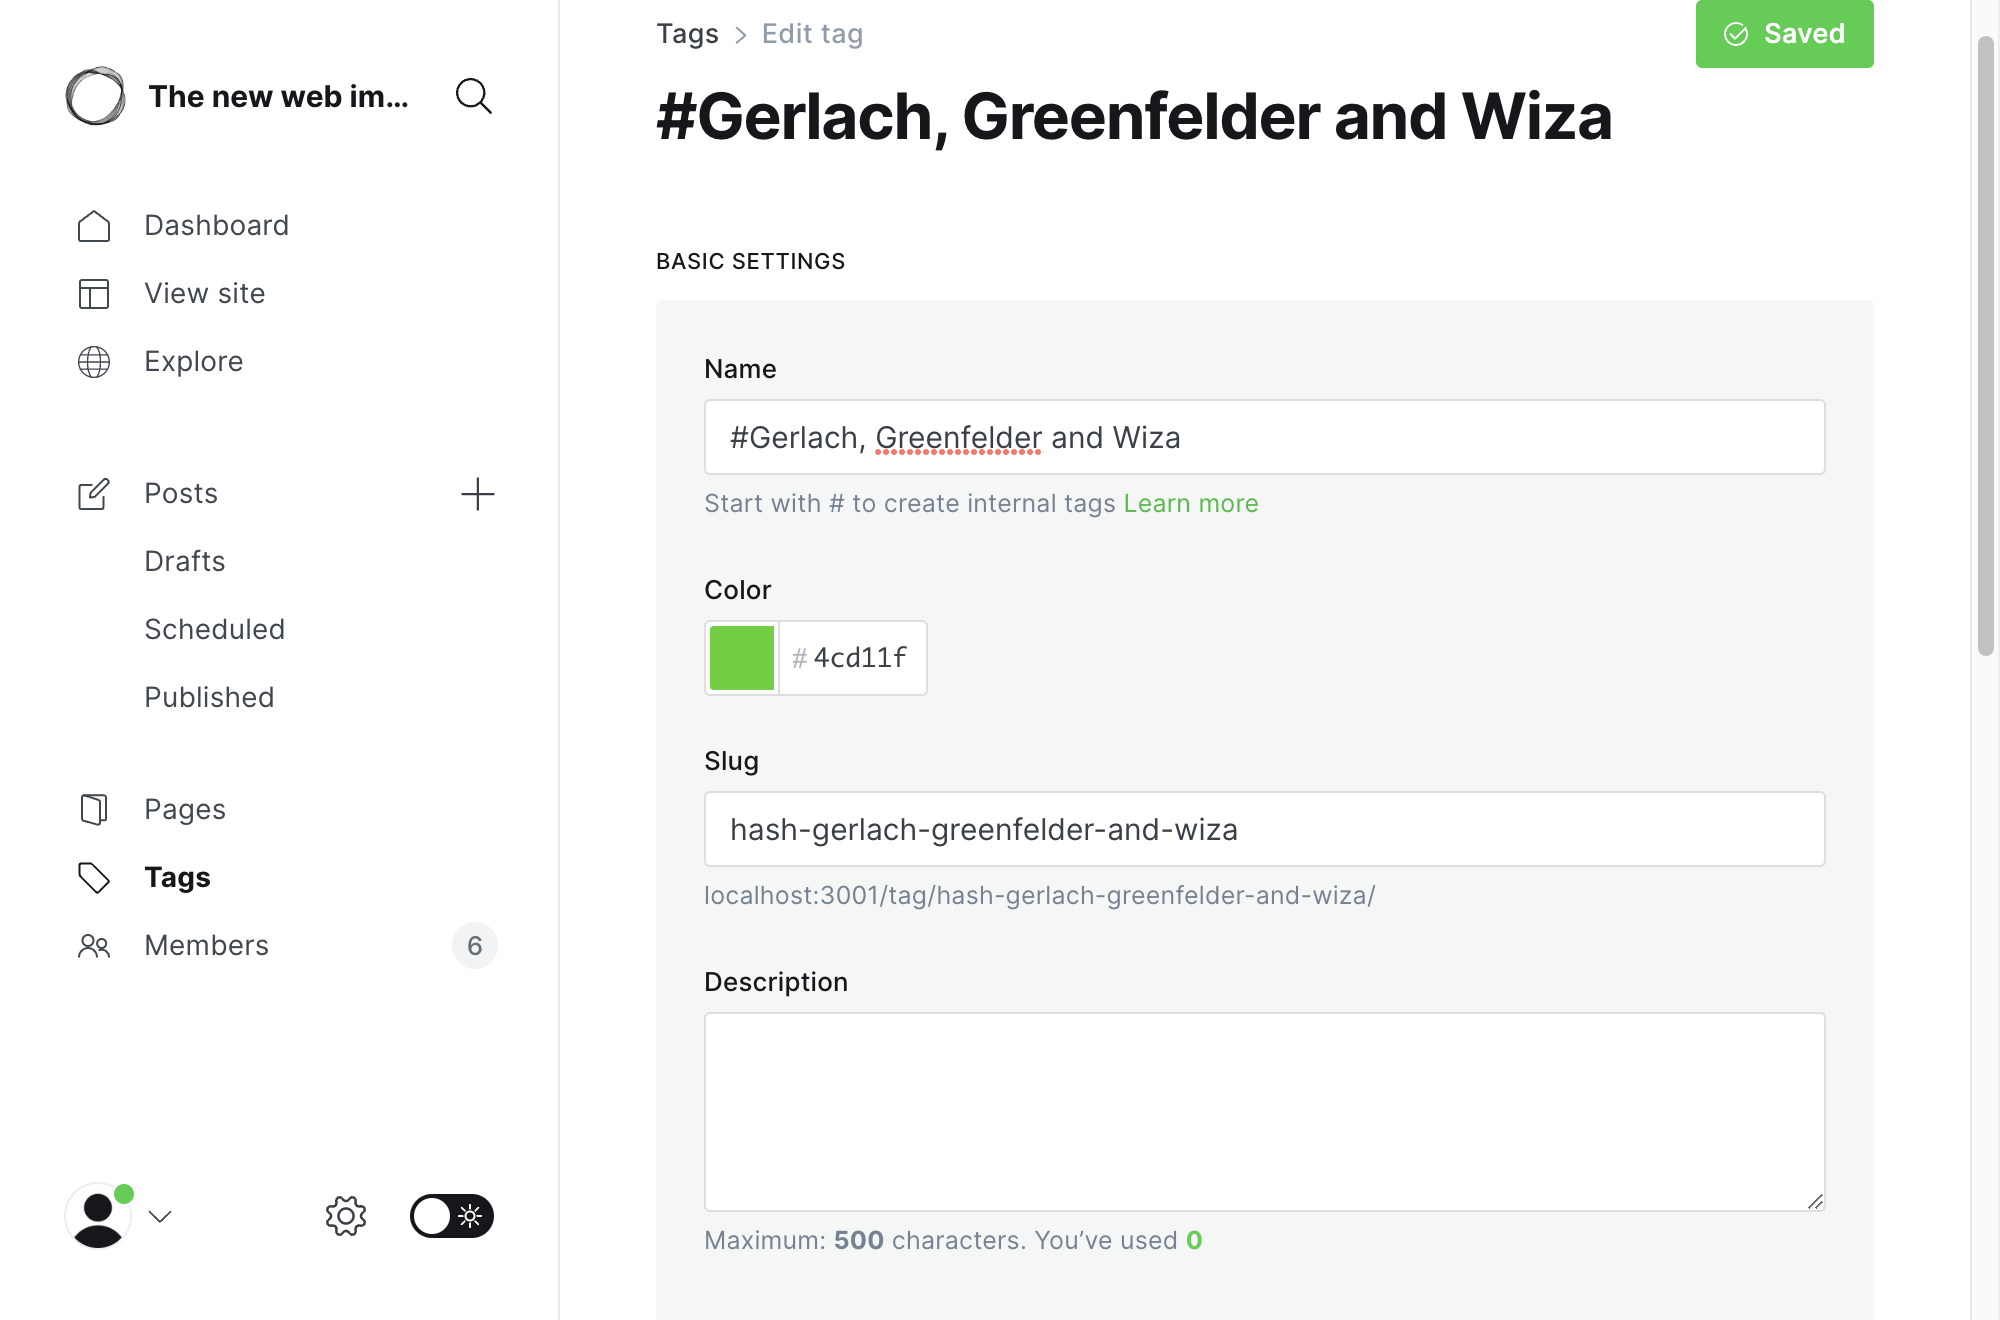 The new web im...
Dashboard
View site
Explore
Posts
Drafts
Scheduled
Published
Pages
Tags
Members 6
Tags > Edit tag
Saved
#Gerlach, Greenfelder and Wiza
BASIC SETTINGS
Name
#Gerlach, Greenfelder and Wiza
Start with # to create internal tags Learn more
Color
# 4cd11f
Slug
hash-gerlach-greenfelder-and-wiza
localhost:3001/tag/hash-gerlach-greenfelder-and-wiza/
Description
Maximum: 500 characters. You’ve used 0